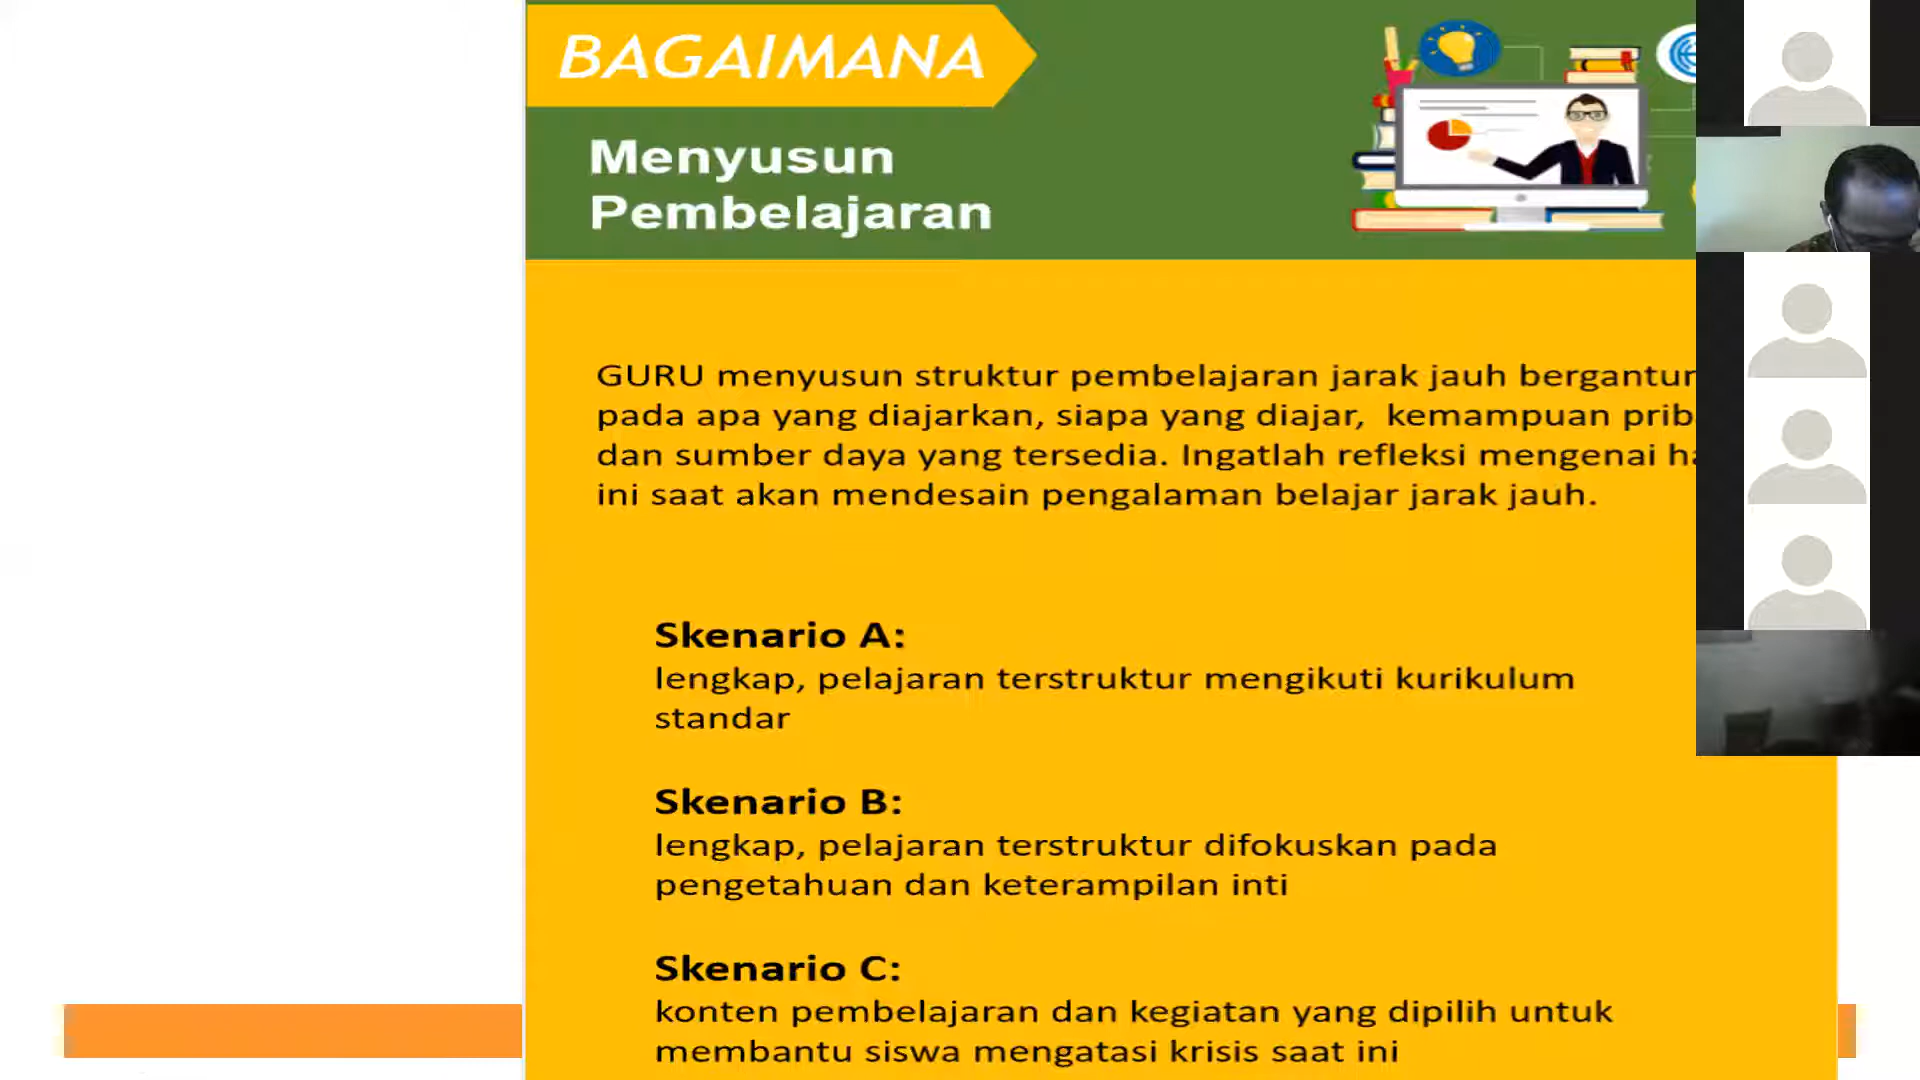 BAGAIMANA
Menyusun
Pembelajaran
GURU menyusun struktur pembelajaran jarak jauh
pada apa yang diajarkan, siapa yang diajar, kemampuan
dan sumber daya yang tersedia. Ingatlah refleksi mengenai
ini saat akan mendesain pengalaman belajar jarak jauh.
Skenario A:
lengkap, pelajaran terstruktur mengikuti kurikulum
standar
Skenario B:
lengkap, pelajaran terstruktur difokuskan pada
pengetahuan dan keterampilan inti
Skenario C:
konten pembelajaran dan kegiatan yang dipilih untuk
membantu siswa mengatasi krisis saat ini